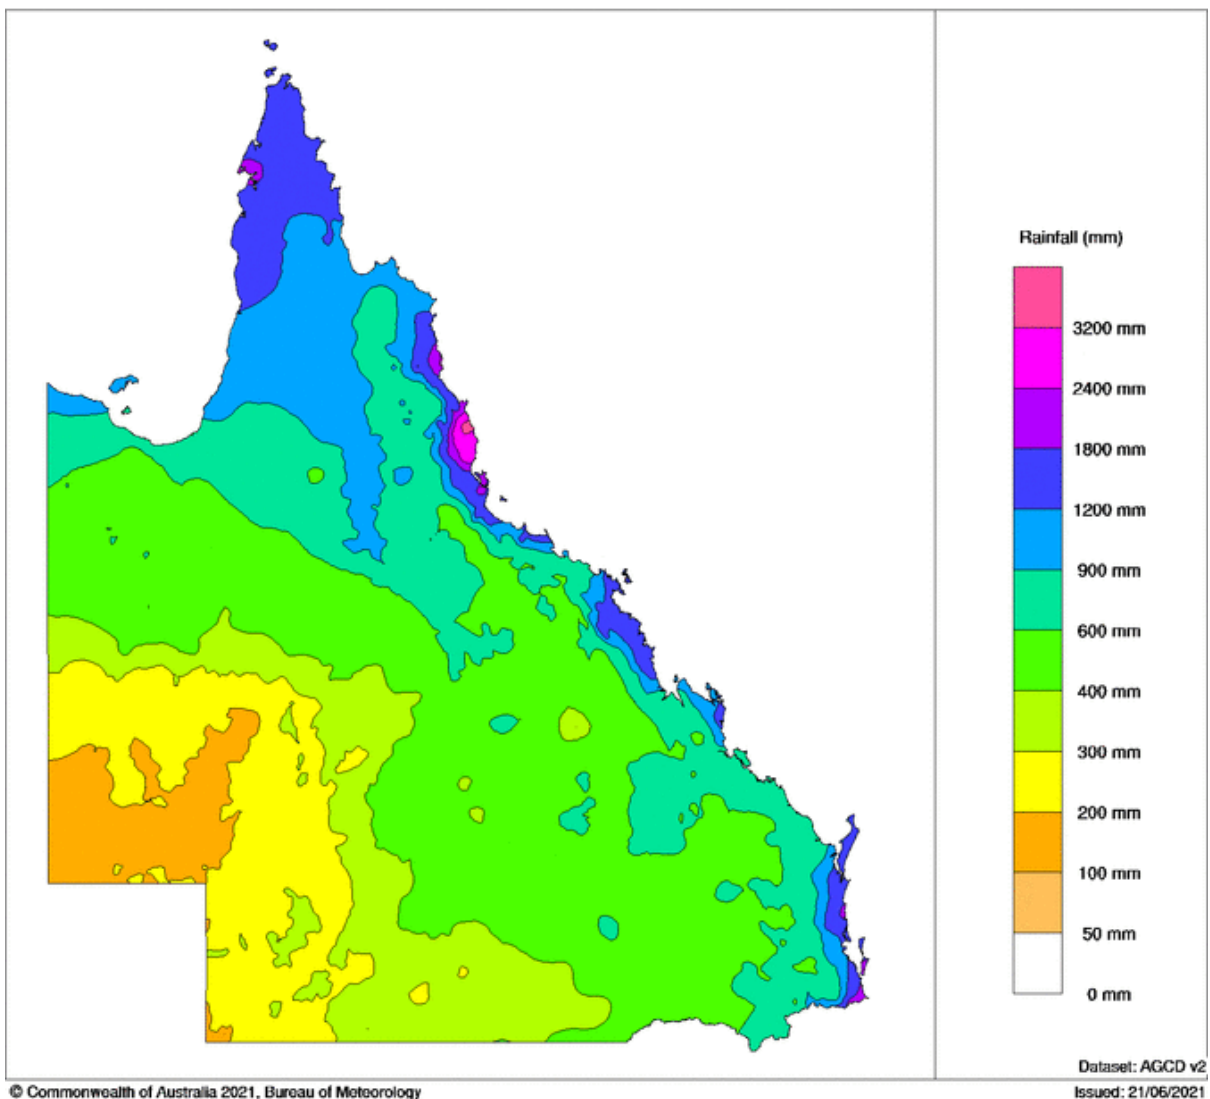 Rainfall (mm)
3200 mm
2400 mm
1800 mm
1200 mm
900 mm
600 mm
400 mm
300 mm
200 mm
100 mm
50 mm
0 mm
Dataset: AGCD v2
© Commonwealth of Australia 2021, Bureau of Meteorology
Issued: 21/06/2021